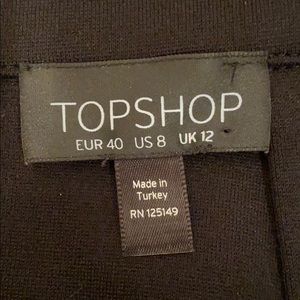 TOPSHOP
EUR 40 US 8 UK 12
Made in
Turkey
RN 125149